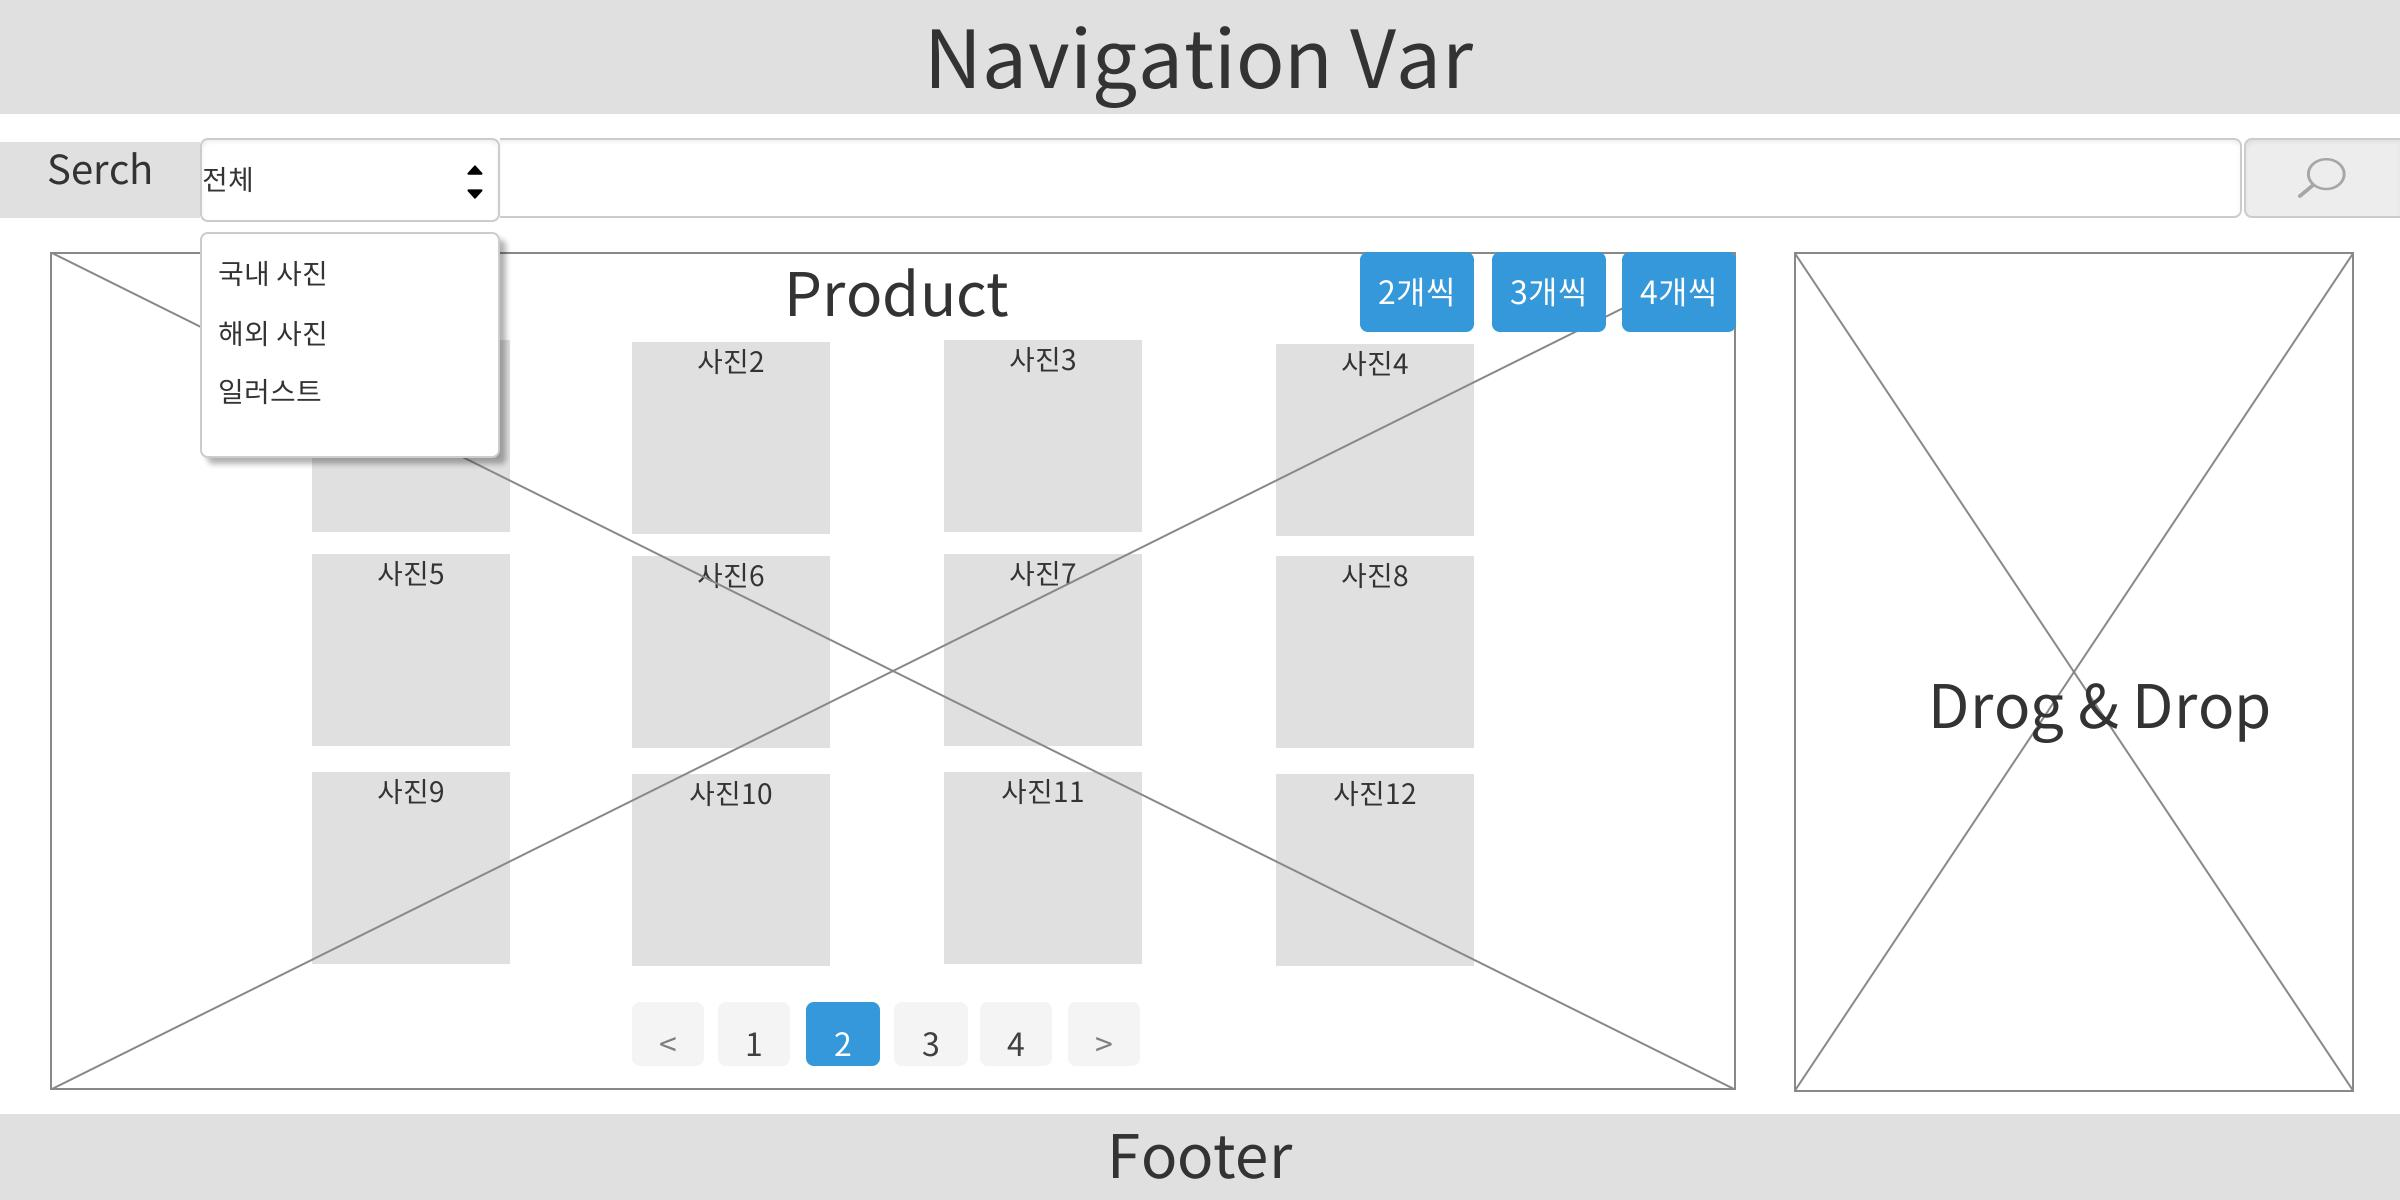 Navigation Var
Serch
전체
국내 사진
해외 사진
일러스트
Product
2개씩
3개씩
4개씩
사진2
사진3
사진4
사진5
사진6
사진7
사진8
사진9
사진10
사진11
사진12
<
1
2
3
4
>
Drog & Drop
Footer